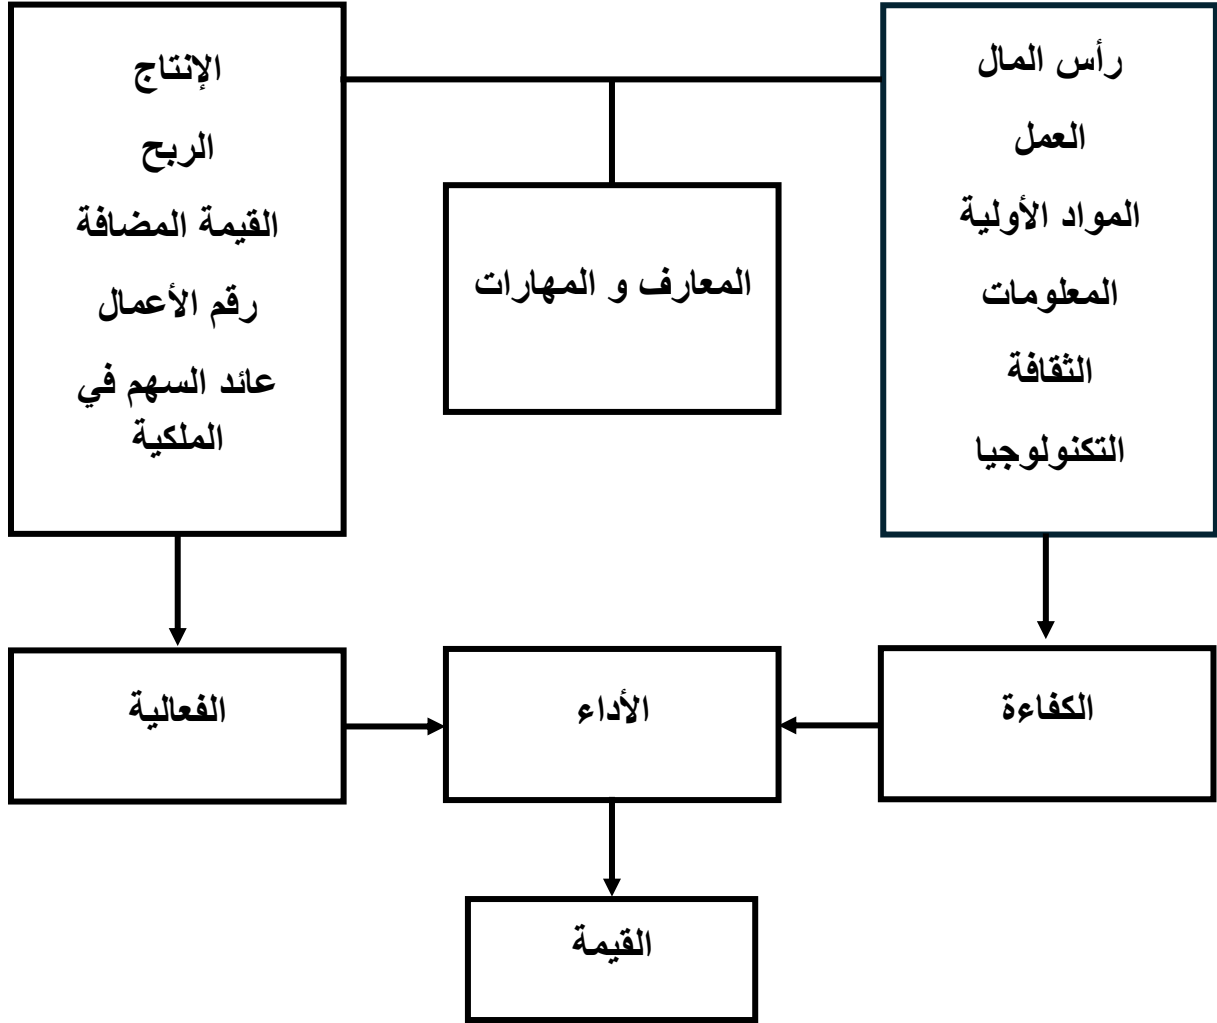 رأس المال
العمل
المواد الأولية
المعلومات
الثقافة
التكنولوجيا
المعارف و المهارات
الإنتاج
الربح
القيمة المضافة
رقم الأعمال
عائد السهم في
الملكية
الكفاءة
الأداء
الفعالية
القيمة